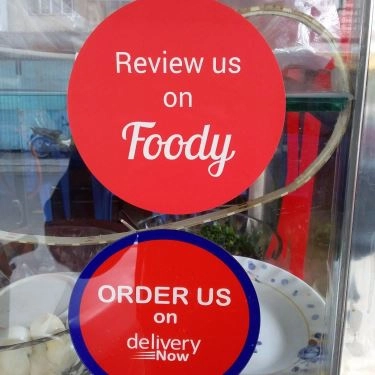 Review us
on
Foody
ORDER US
on
delivery
Now